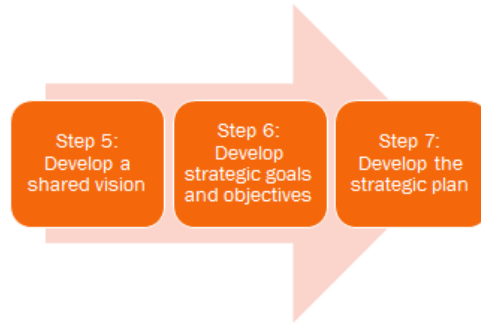 Step 5:
Develop a
shared vision
Step 6:
Develop
strategic goals
and objectives
Step 7:
Develop the
strategic plan